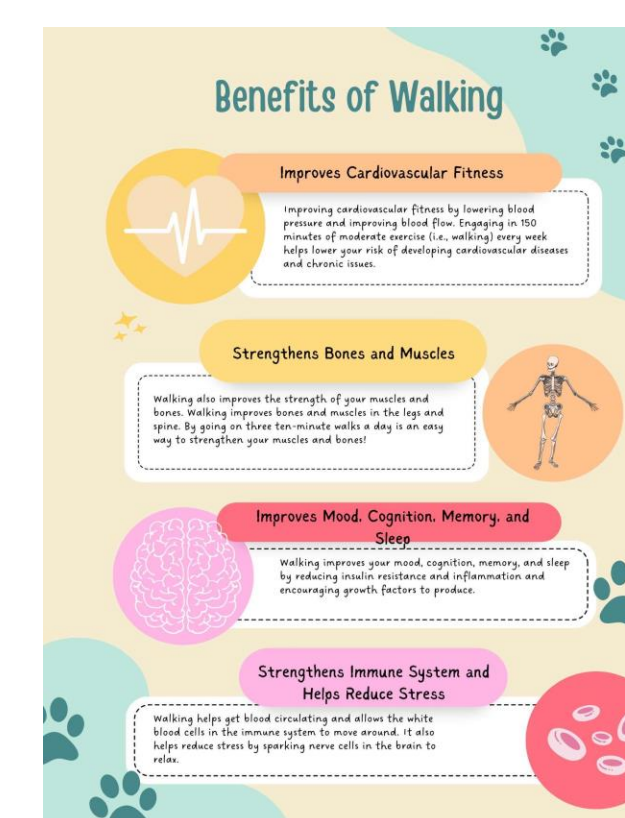 Benefits of Walking
Improves Cardiovascular Fitness
Improving cardiovascular fitness by lowering blood
pressure and improving blood flow. Engaging in 150
minutes of moderate exercise (i.e., walking) every week
helps lower your risk of developing cardiovascular diseases
and chronic issues.
Strengthens Bones and Muscles
Walking also improves the strength of your muscles and
bones. Walking improves bones and muscles in the legs and
spine. By going on three ten-minute walks a day is an easy
way to strengthen your muscles and bones!
Improves Mood, Cognition, Memory, and
Sleep
Walking improves your mood, cognition, memory, and sleep
by reducing insulin resistance and inflammation and
encouraging growth factors to produce.
Strengthens Immune System and
Helps Reduce Stress
Walking helps get blood circulating and allows the white
blood cells in the immune system to move around. It also
helps reduce stress by sparking nerve cells in the brain to
relax.